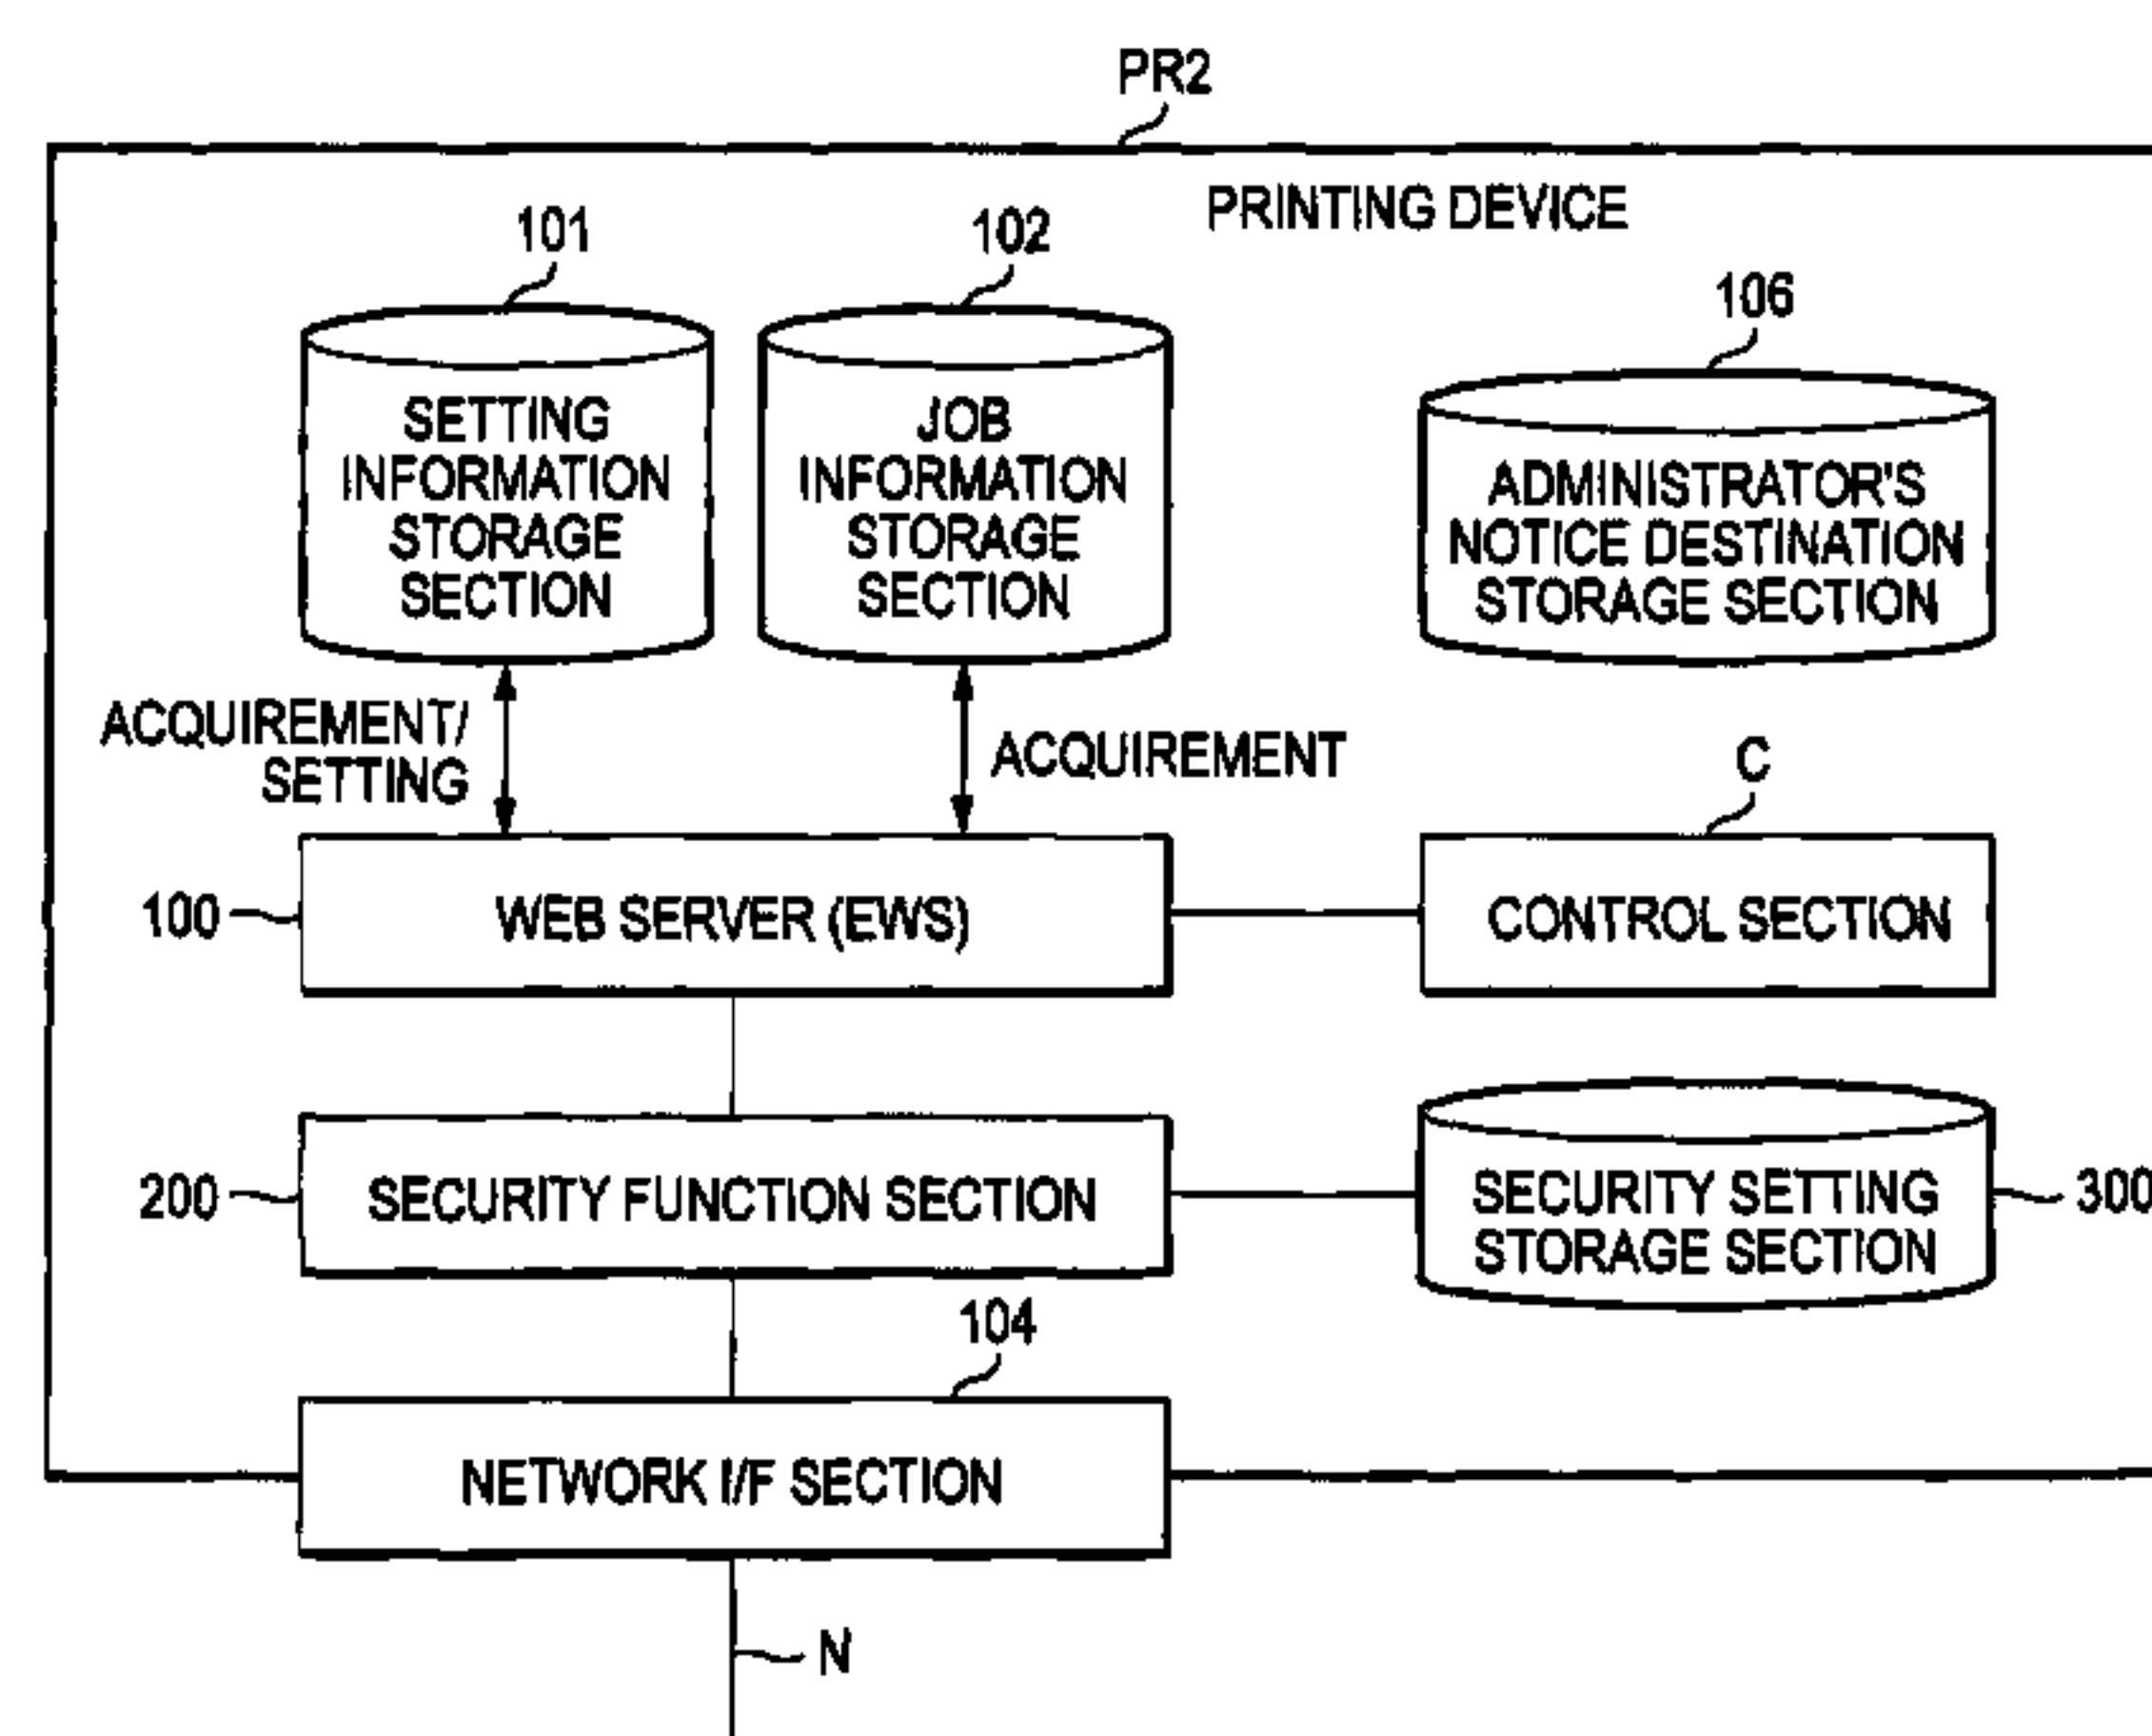 PR2
PRINTING DEVICE
101
102
106
SETTING
INFORMATION
STORAGE
SECTION
JOB
INFORMATION
STORAGE
SECTION
ADMINISTRATOR'S
NOTICE DESTINATION
STORAGE SECTION
ACQUIREMENT/
SETTING
ACQUIREMENT
C
100
WEB SERVER (EWS)
CONTROL SECTION
200
SECURITY FUNCTION SECTION
SECURITY SETTING
STORAGE SECTION
300
104
NETWORK I/F SECTION
N